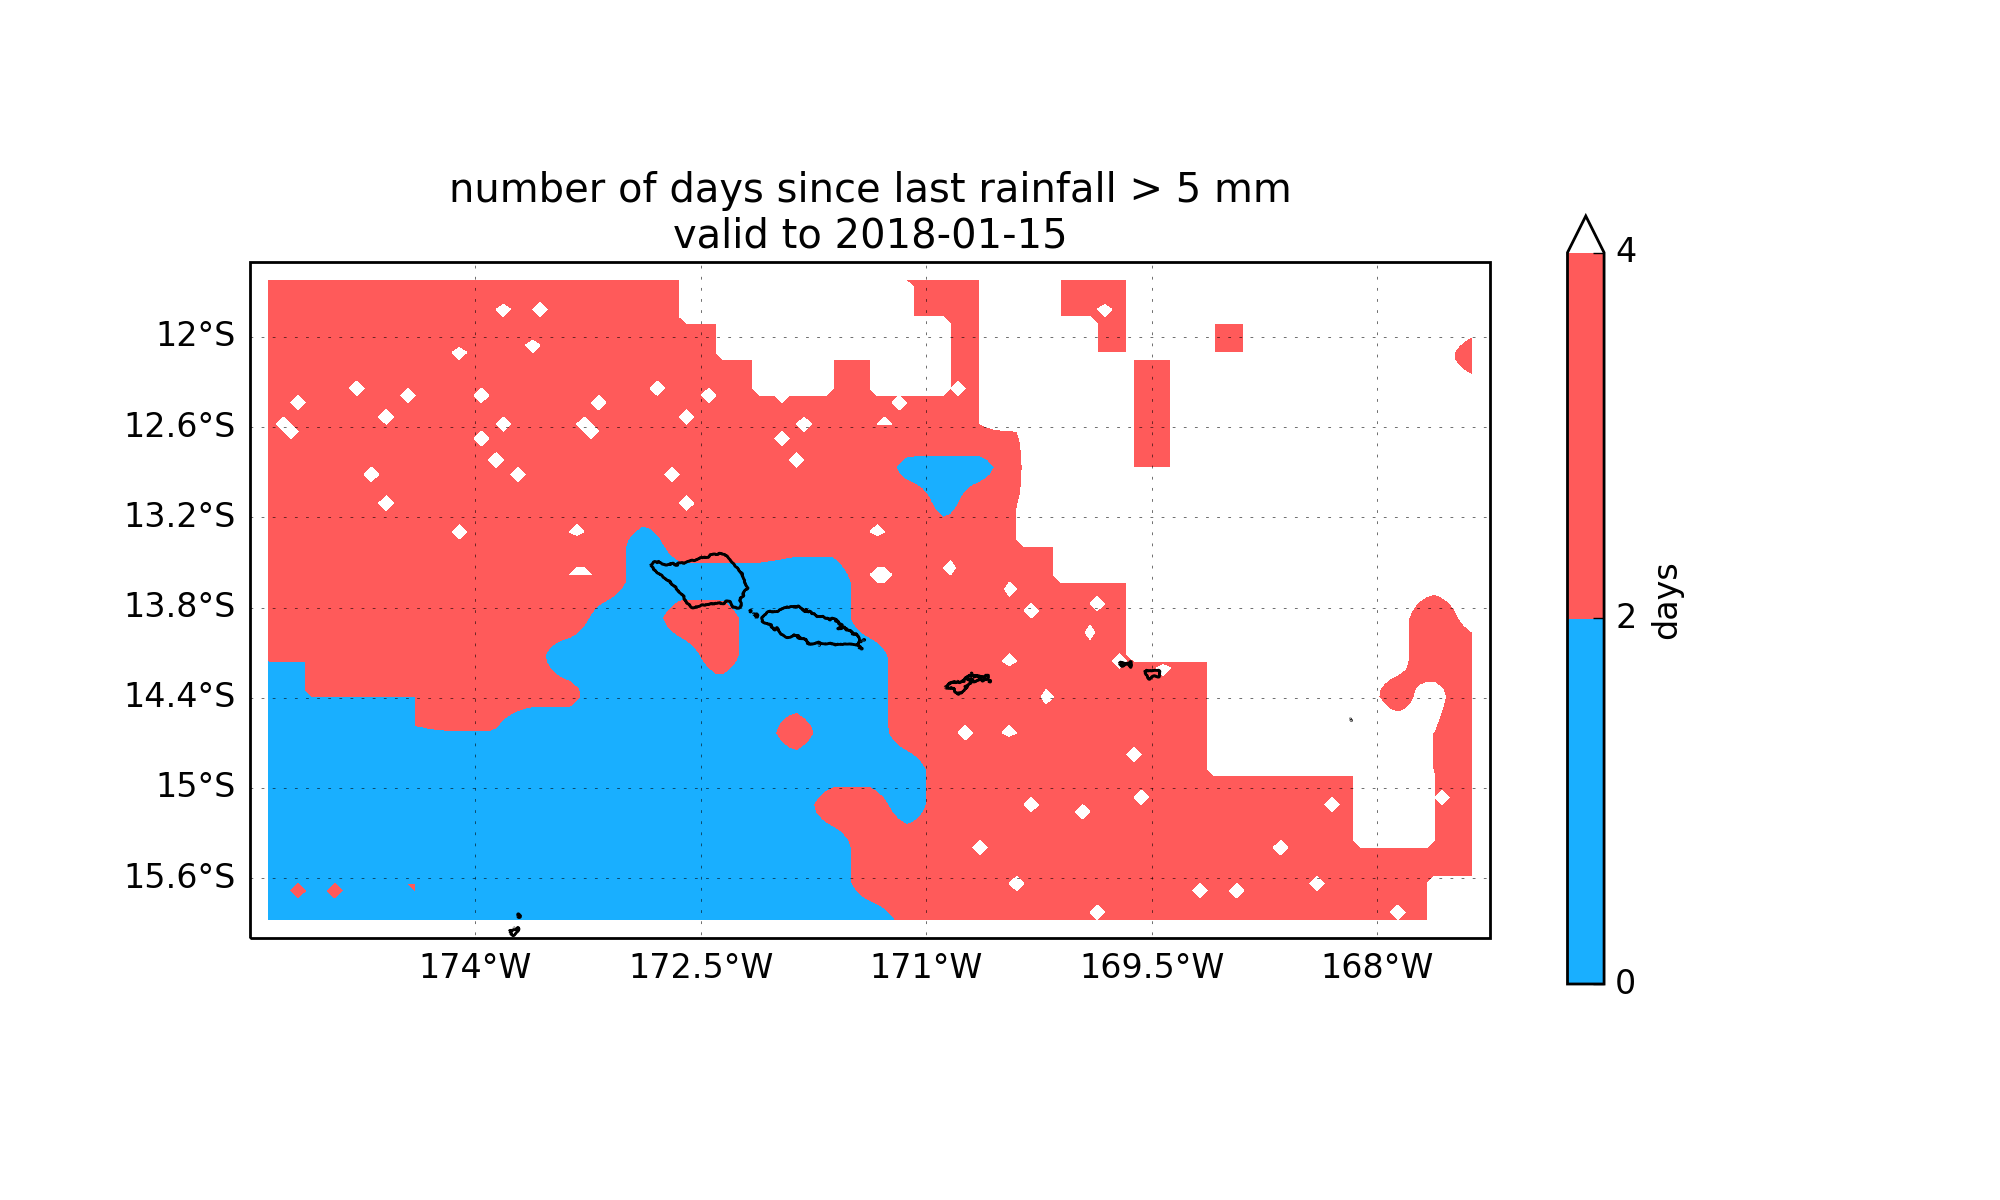 number of days since last rainfall > 5 mm
valid to 2018-01-15
12°S
12.6°S
13.2°S
13.8°S
14.4°S
15°S
15.6°S
174°W 172.5°W 171°W 169.5°W 168°W
4
2
0
days